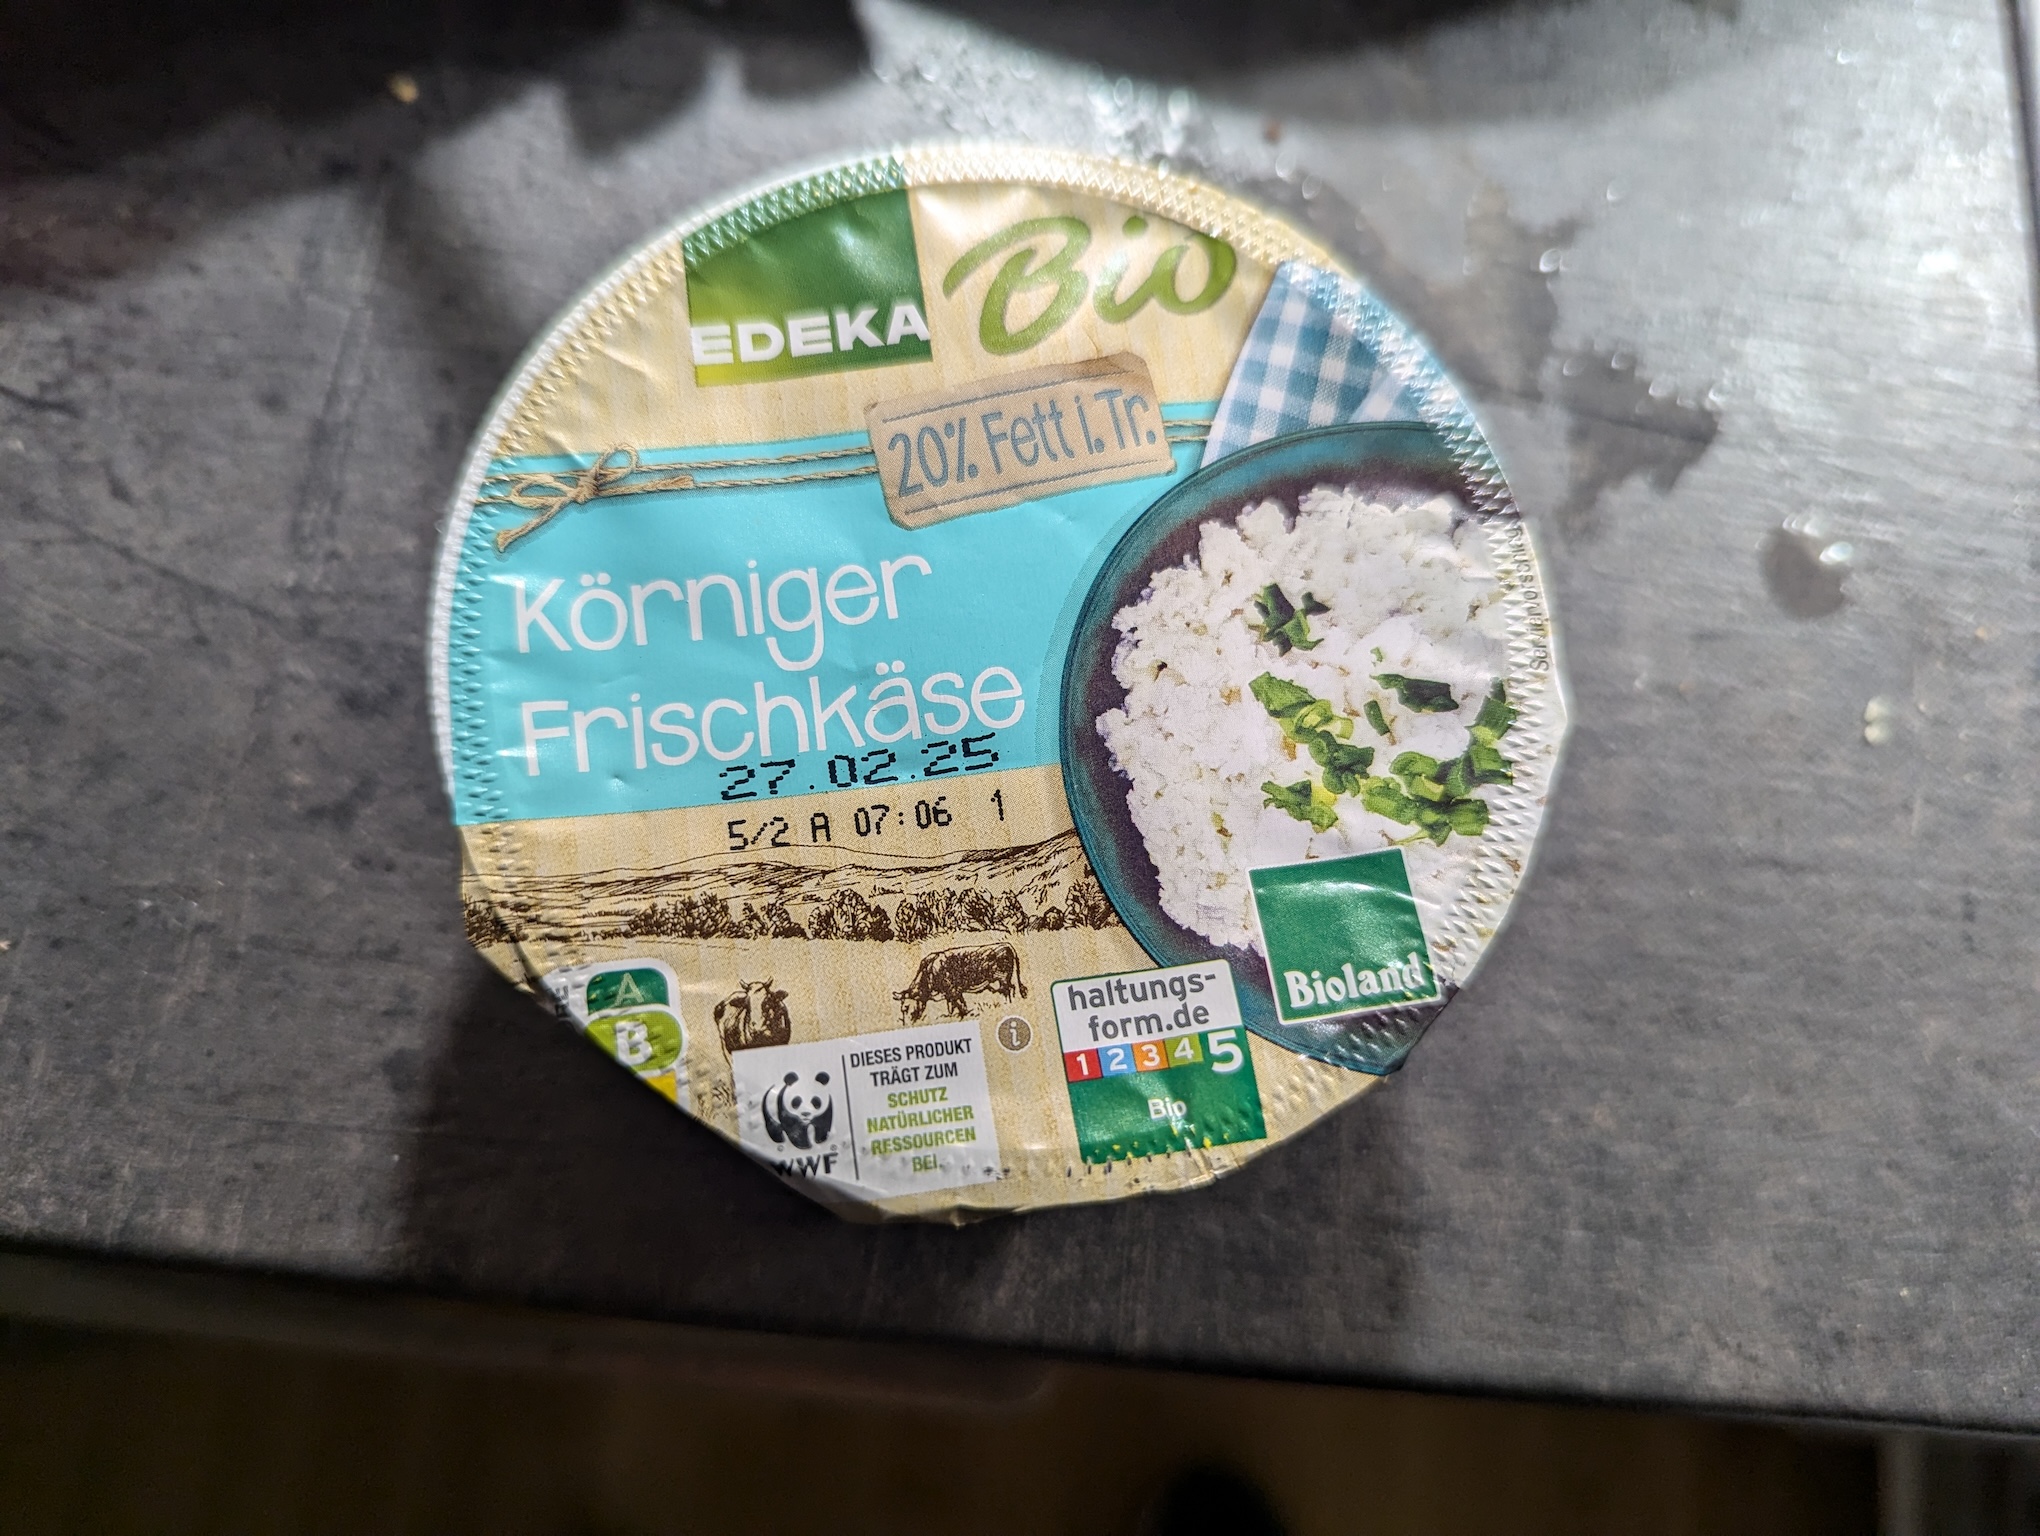 EDEKA
Bio
20% Fett i. Tr.
Körniger
Frischkäse
27.02.25
5/2 A 07:06 1
Serviervorschlag
A
B
haltungs-
form.de
1 2 3 4 5
Bio
Bioland
WWF
DIESES PRODUKT
TRÄGT ZUM
SCHUTZ
NATÜRLICHER
RESSOURCEN
BEI.
i